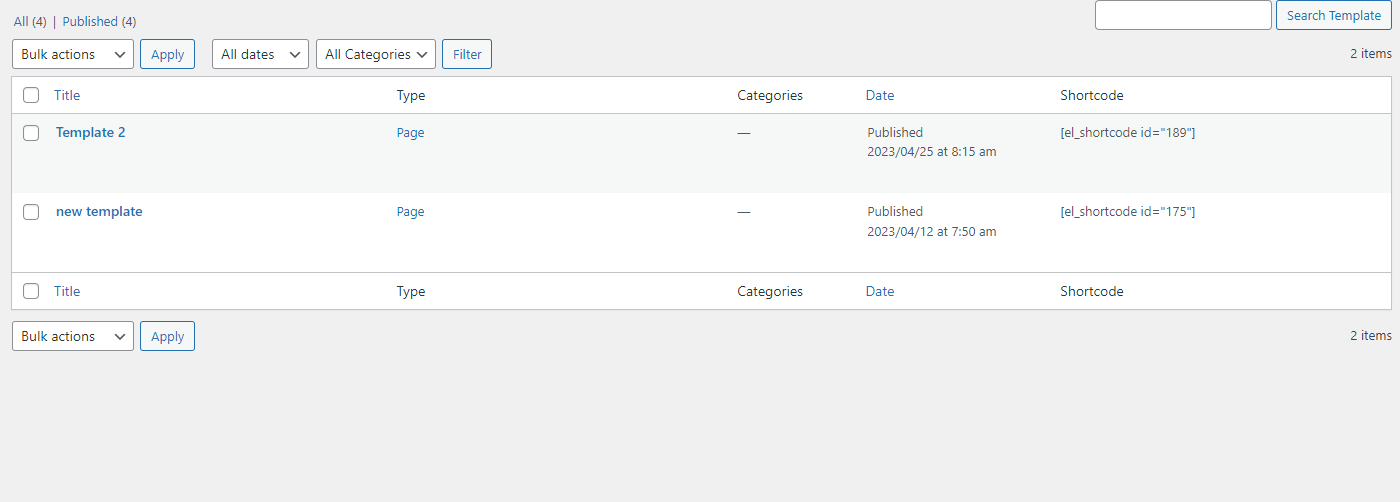 All (4) | Published (4)
Search Template
Bulk actions Apply All dates All Categories Filter 2 items
Title Type Categories Date Shortcode
Template 2 Page — Published [el_shortcode id="189"]
2023/04/25 at 8:15 am
new template Page — Published [el_shortcode id="175"]
2023/04/12 at 7:50 am
Title Type Categories Date Shortcode
Bulk actions Apply 2 items